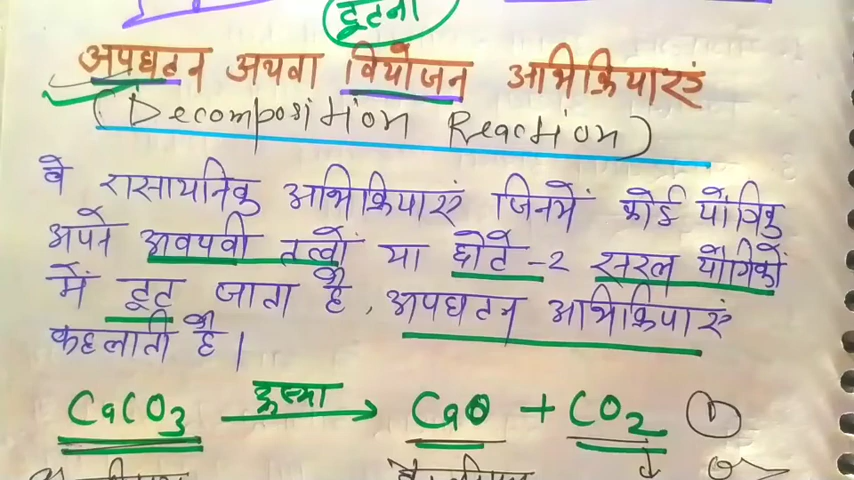 टूटना
अपघटन अथवा वियोजन अभिक्रियाएं
(Decomposition Reaction)
वे रासायनिक अभिक्रियाएं जिनमें कोई यौगिक
अपने अवयवी तत्वों या छोटे-2 सरल यौगिकों
में टूट जाता है, अपघटन अभिक्रियाएं
कहलाती है।
CaCO3 ऊष्मा → CaO + CO2 ①